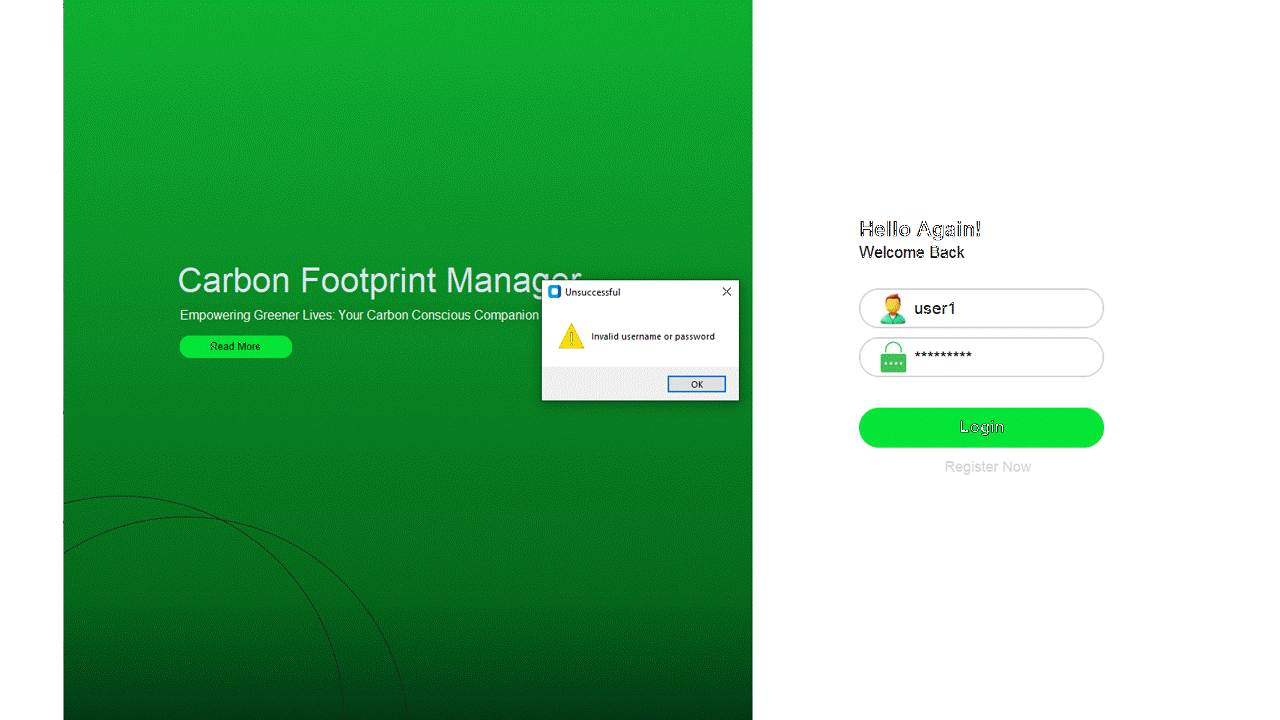 Carbon Footprint Manager
Empowering Greener Lives: Your Carbon Conscious Companion
Read More
Unsuccessful
Invalid username or password
OK
Hello Again!
Welcome Back
user1
*********
Login
Register Now